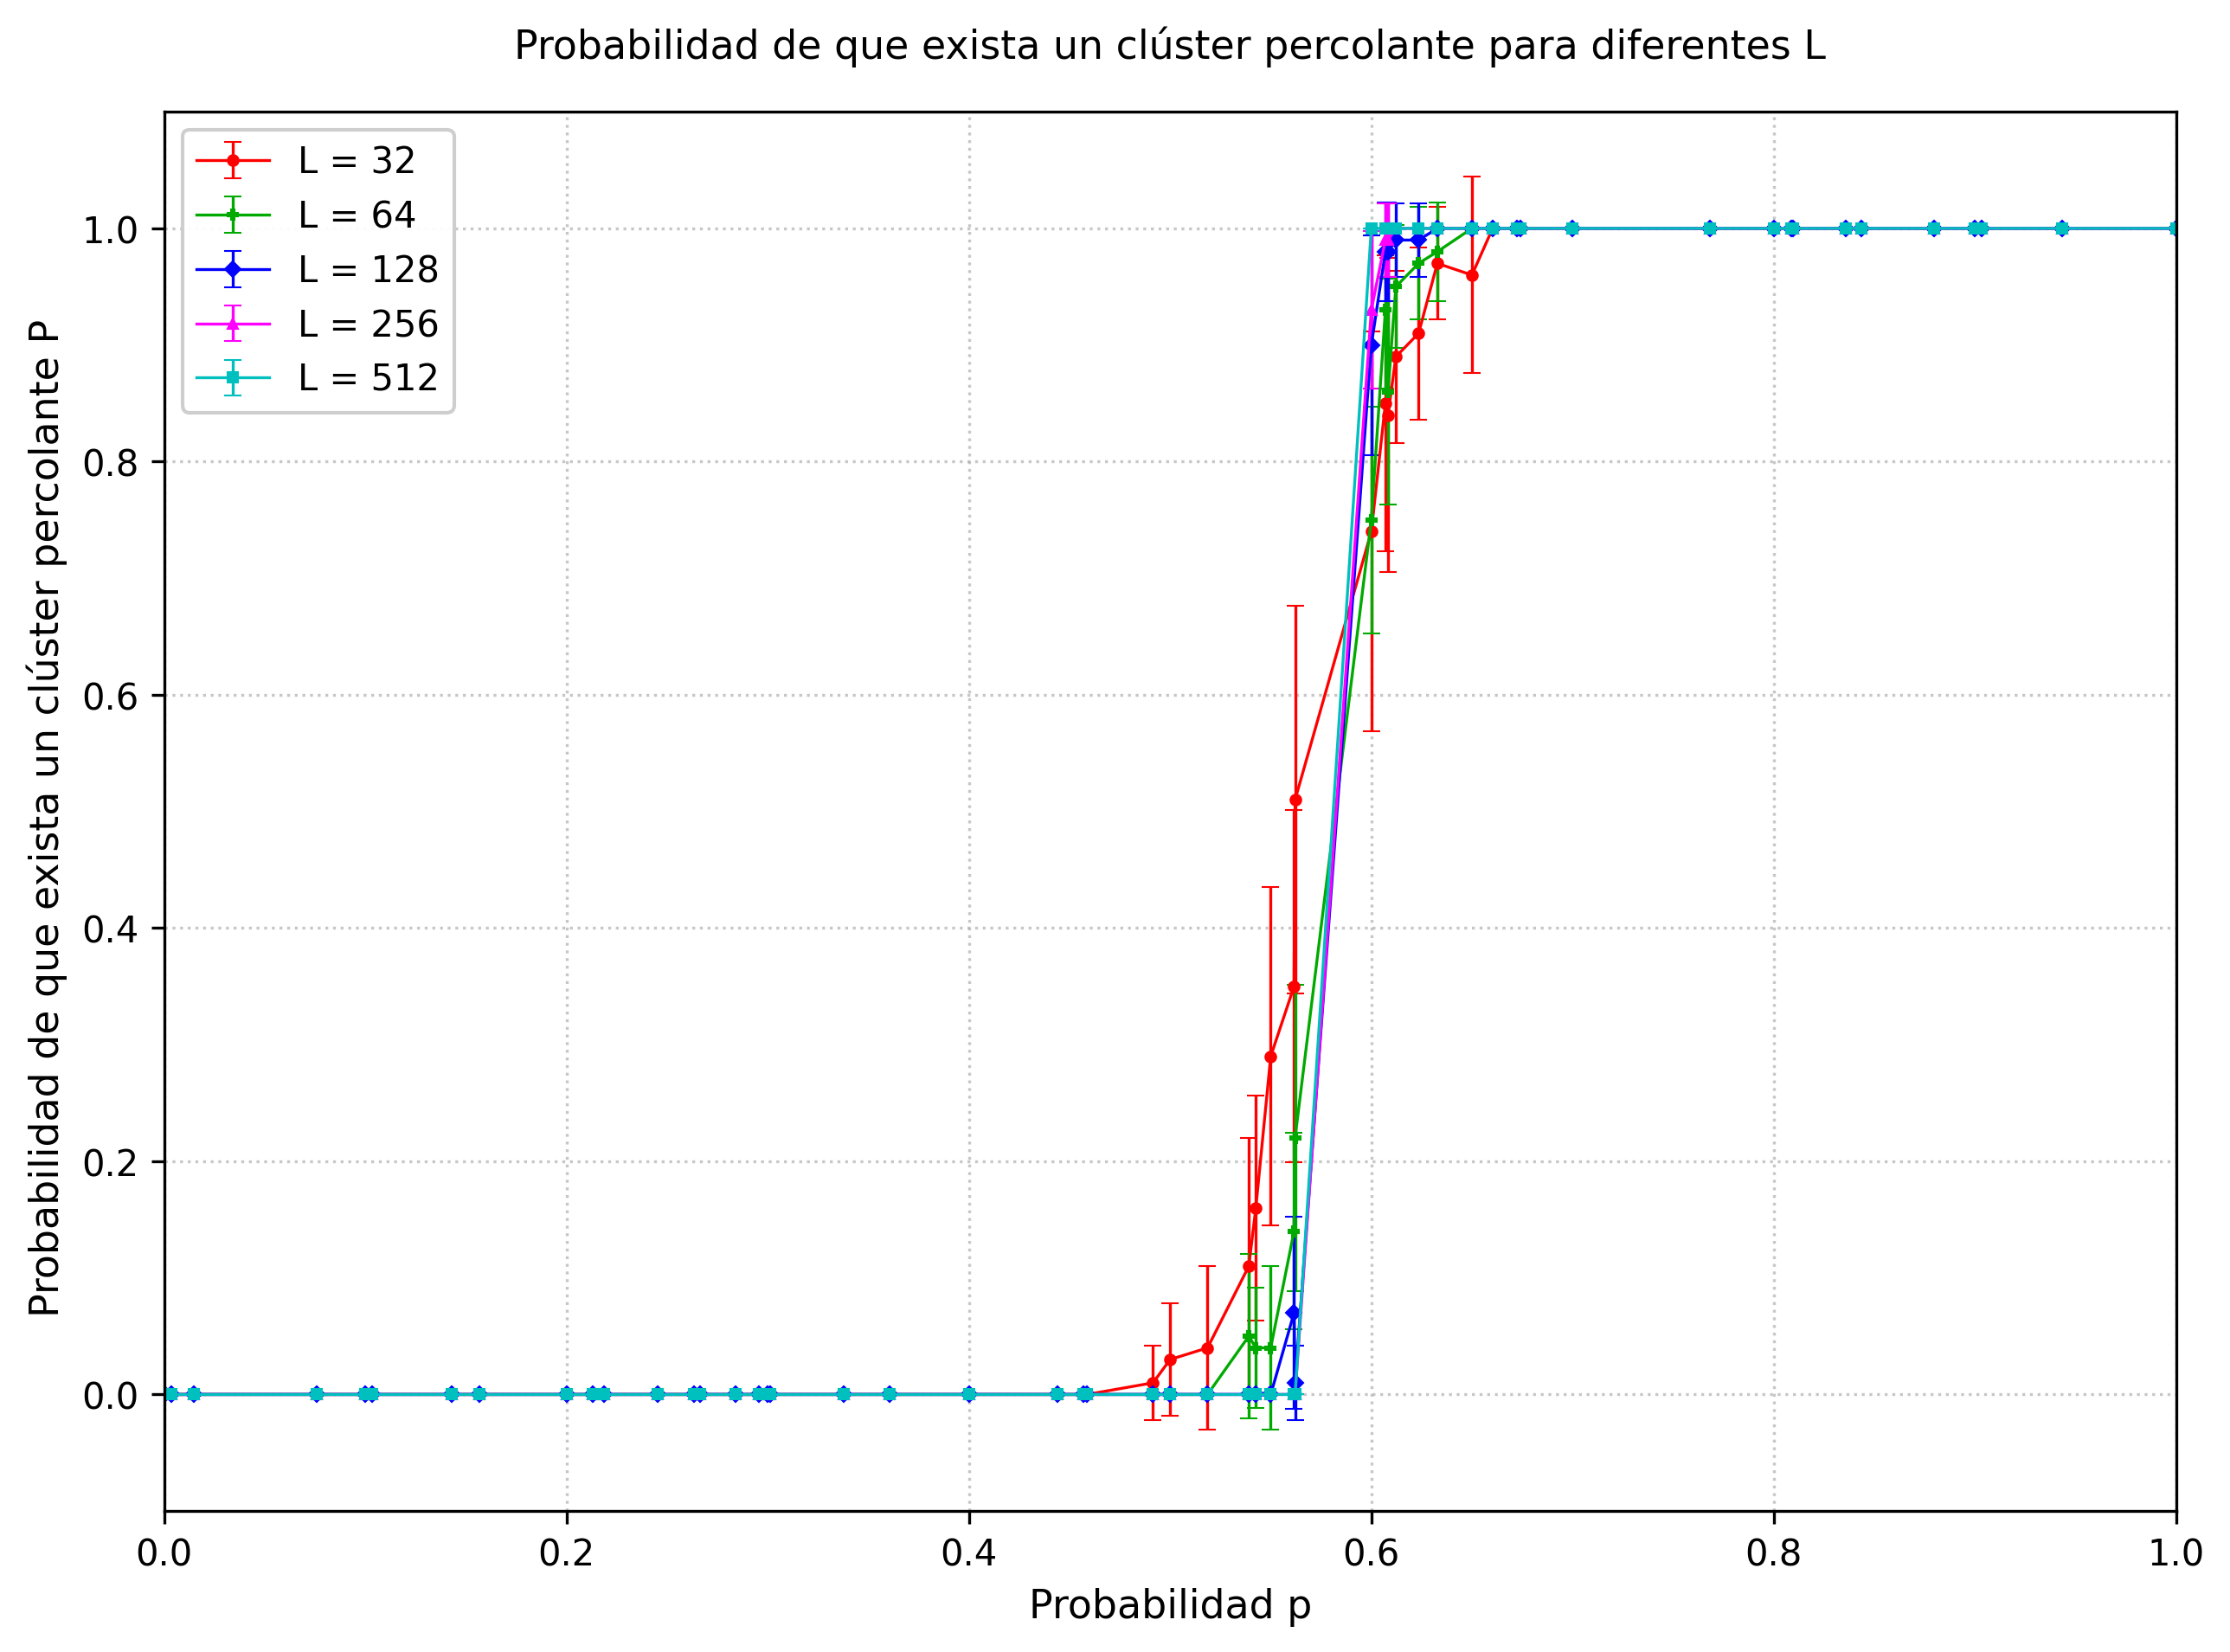 Probabilidad de que exista un clúster percolante para diferentes L
L = 32
L = 64
L = 128
L = 256
L = 512
Probabilidad de que exista un clúster percolante P
1.0
0.8
0.6
0.4
0.2
0.0
0.0 0.2 0.4 0.6 0.8 1.0
Probabilidad p